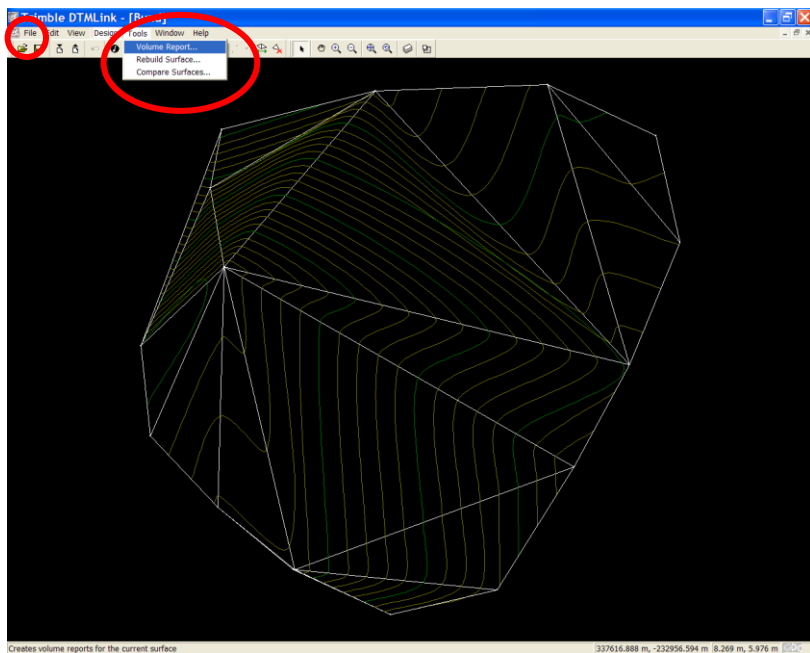 Trimble DTMLink - [Bund]
File Edit View Design Tools Window Help
Volume Report...
Rebuild Surface...
Compare Surfaces...
Creates volume reports for the current surface
337616.888 m, -232956.594 m 8.269 m, 5.976 m